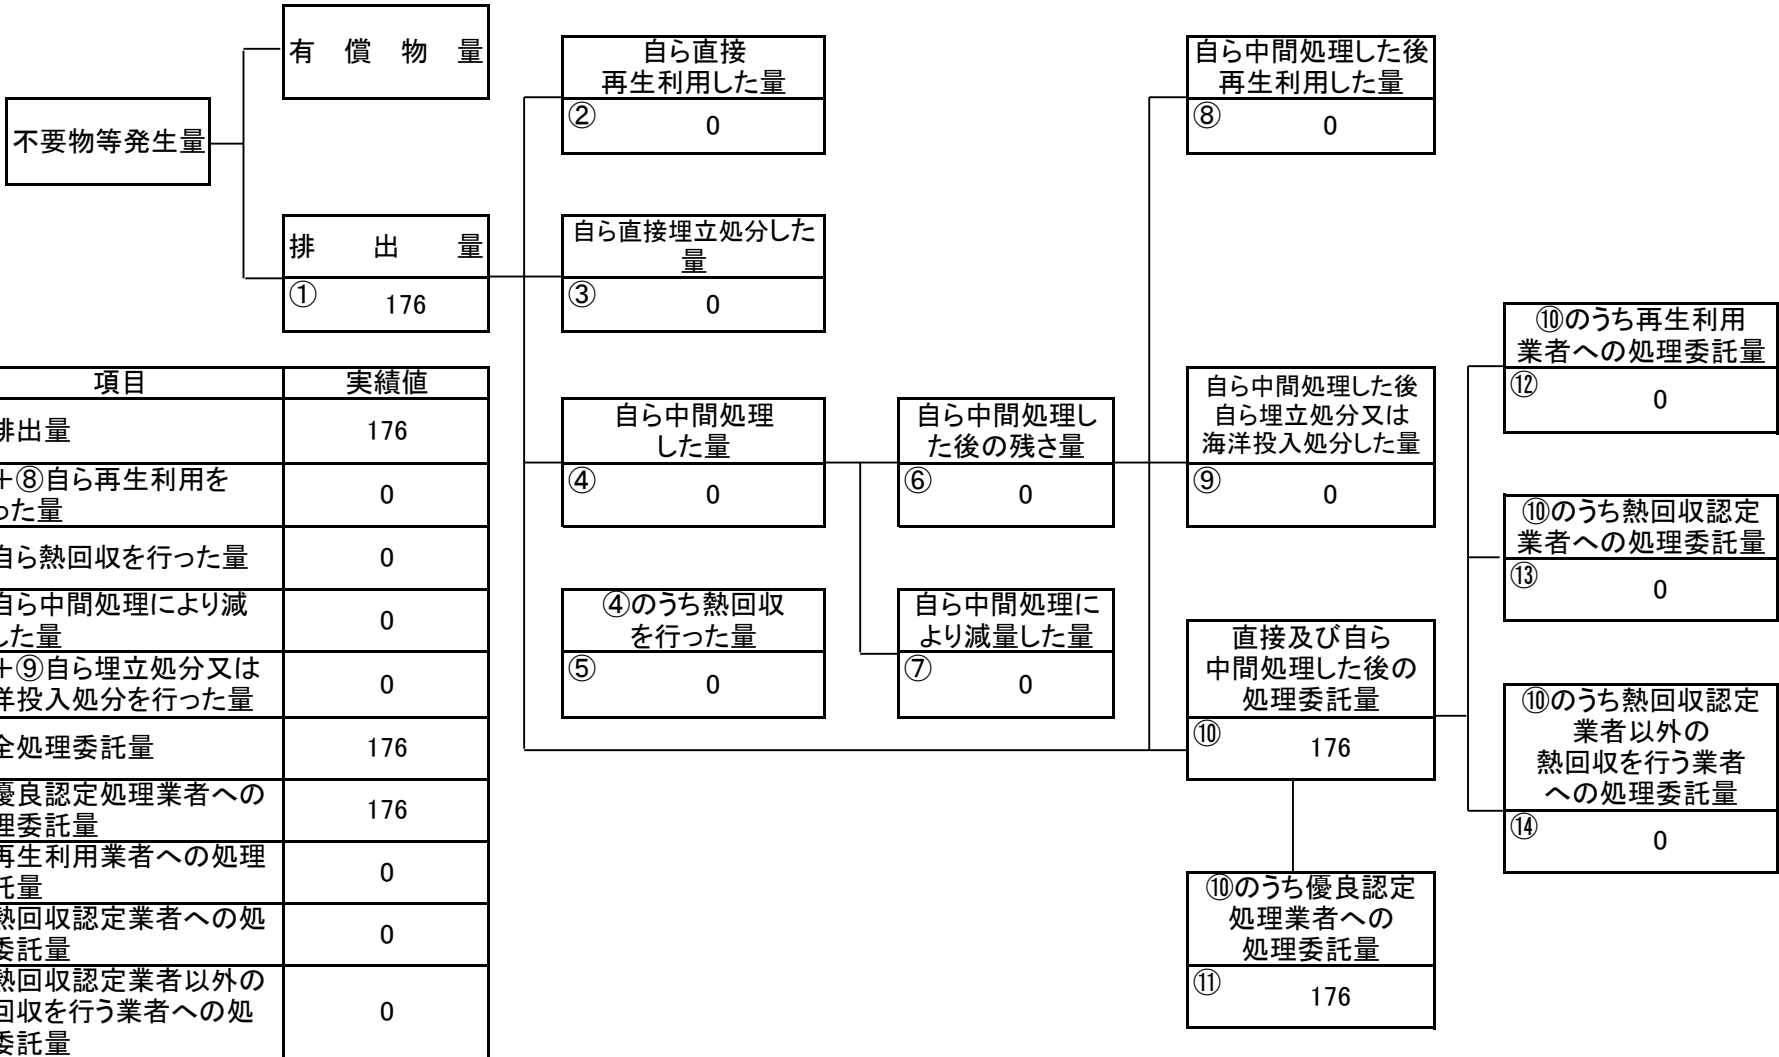 有償物量
自ら直接
再生利用した量
②
0
自ら中間処理した後
再生利用した量
⑧
0
不要物等発生量
排出量
①
176
自ら直接埋立処分した
量
③
0
⑩のうち再生利用
業者への処理委託量
⑫
0
自ら中間処理
した量
④
0
自ら中間処理し
た後の残さ量
⑥
0
自ら中間処理した後
自ら埋立処分又は
海洋投入処分した量
⑨
0
⑩のうち熱回収認定
業者への処理委託量
⑬
0
④のうち熱回収
を行った量
⑤
0
自ら中間処理に
より減量した量
⑦
0
直接及び自ら
中間処理した後の
処理委託量
⑩
176
⑩のうち熱回収認定
業者以外の
熱回収を行う業者
への処理委託量
⑭
0
⑩のうち優良認定
処理業者への
処理委託量
⑪
176
項目
実績値
排出量
176
+⑧自ら再生利用を
った量
0
自ら熱回収を行った量
0
自ら中間処理により減
した量
0
+⑨自ら埋立処分又は
洋投入処分を行った量
0
全処理委託量
176
優良認定処理業者への
理委託量
176
再生利用業者への処理
託量
0
熱回収認定業者への処
委託量
0
熱回収認定業者以外の
回収を行う業者への処
委託量
0